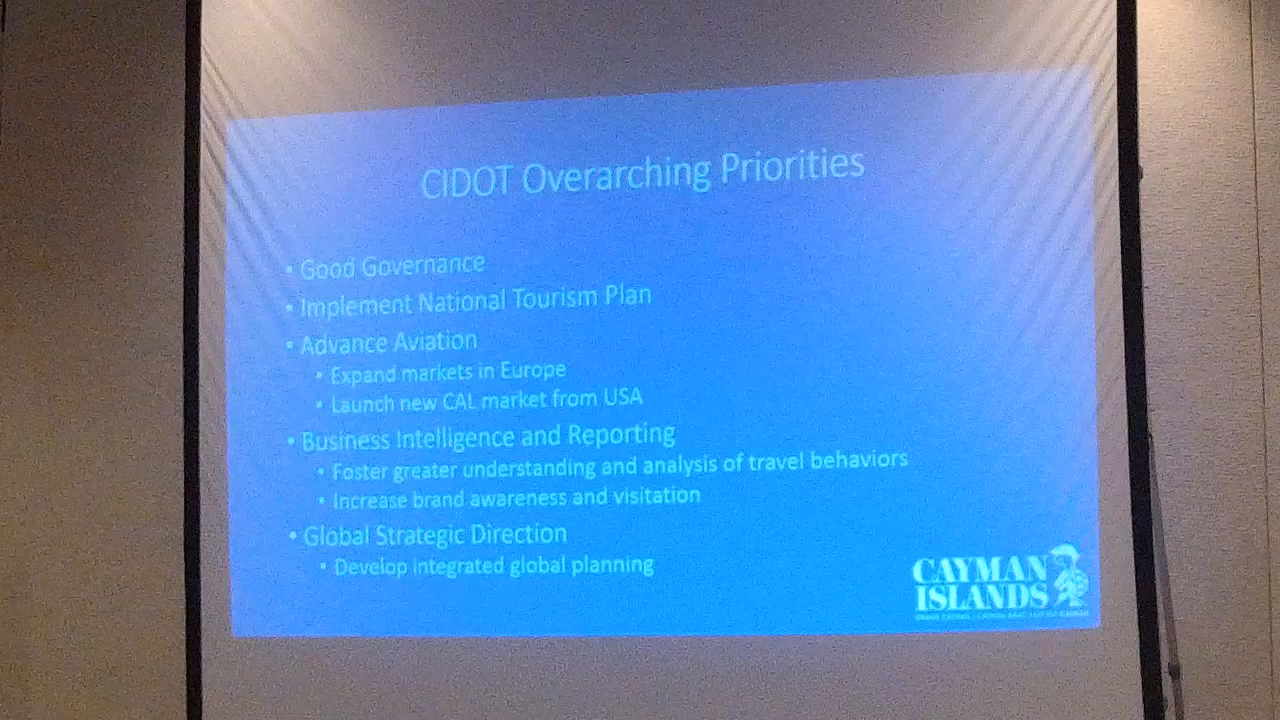 CIDOT Overarching Priorities
• Good Governance
• Implement National Tourism Plan
• Advance Aviation
• Expand markets in Europe
• Launch new CAL market from USA
• Business Intelligence and Reporting
• Foster greater understanding and analysis of travel behaviors
• Increase brand awareness and visitation
• Global Strategic Direction
• Develop integrated global planning
CAYMAN
ISLANDS